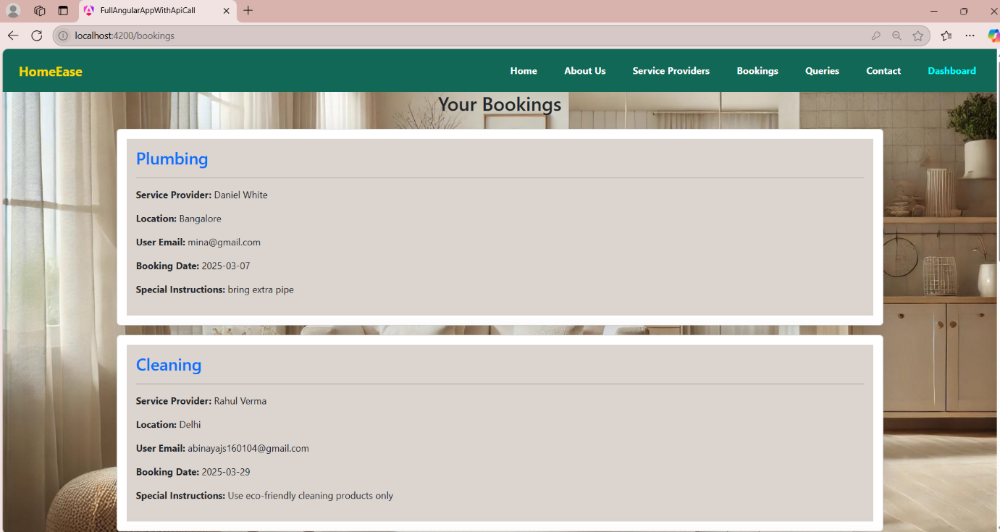 FullAngularAppWithApiCall
localhost:4200/bookings
HomeEase
Home About Us Service Providers Bookings Queries Contact Dashboard
Your Bookings
Plumbing
Service Provider: Daniel White
Location: Bangalore
User Email: mina@gmail.com
Booking Date: 2025-03-07
Special Instructions: bring extra pipe
Cleaning
Service Provider: Rahul Verma
Location: Delhi
User Email: abinayajs160104@gmail.com
Booking Date: 2025-03-29
Special Instructions: Use eco-friendly cleaning products only